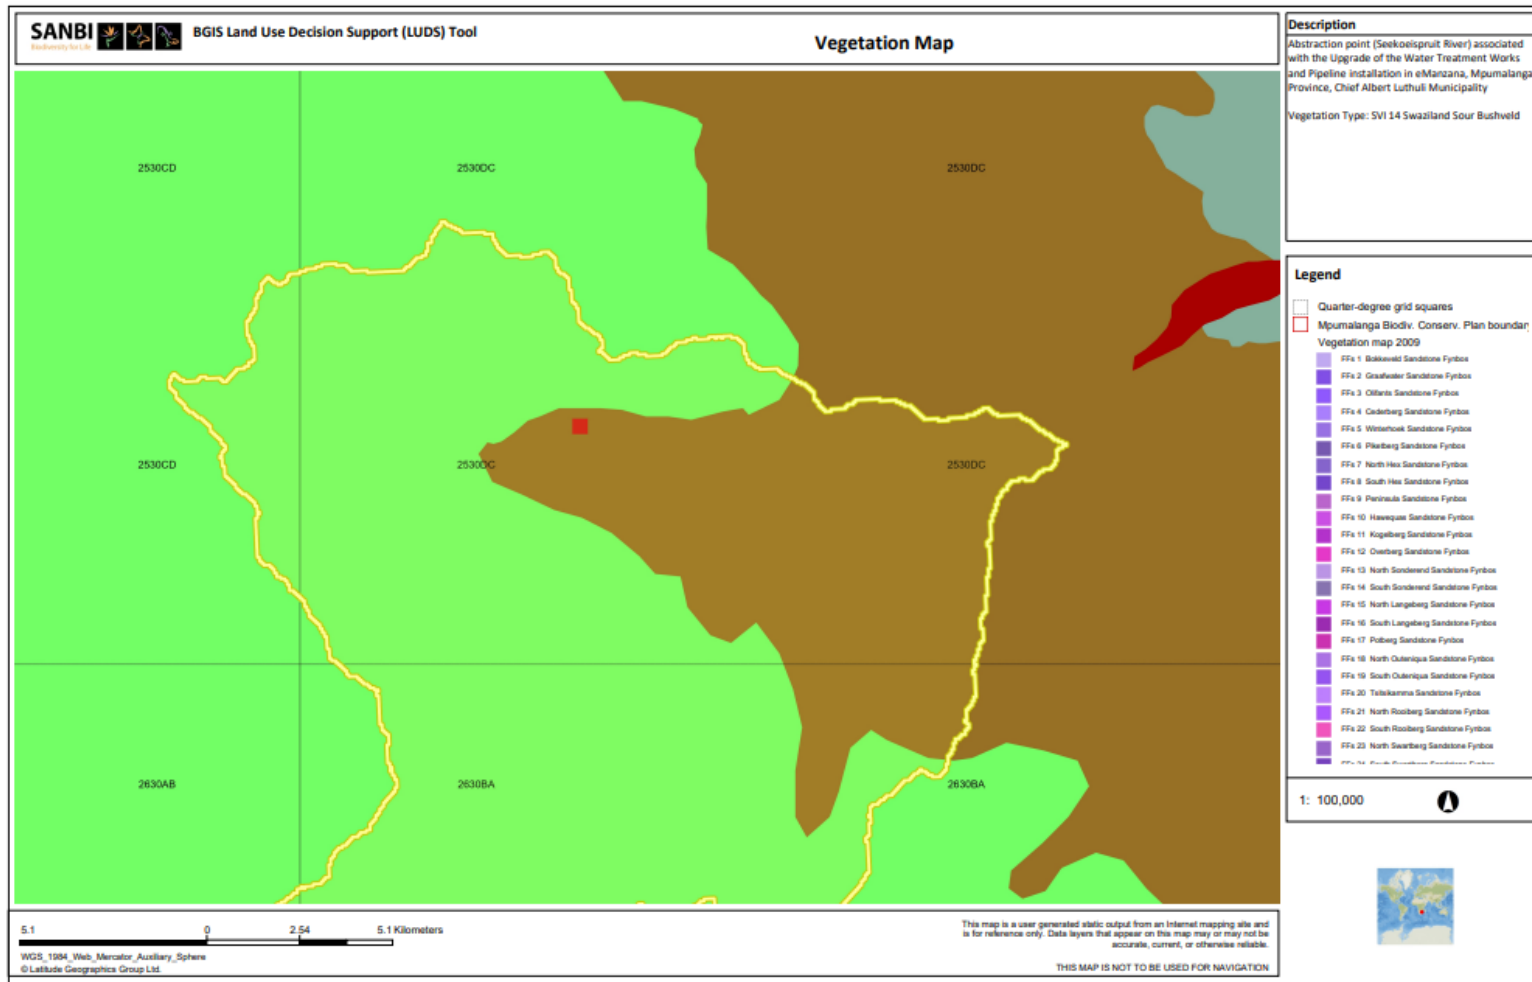 SANBI
Biodiversity for Life
BGIS Land Use Decision Support (LUDS) Tool
Vegetation Map
Description
Abstraction point (Seekoeispruit River) associated
with the Upgrade of the Water Treatment Works
and Pipeline installation in eManzana, Mpumalanga
Province, Chief Albert Luthuli Municipality
Vegetation Type: SVI 14 Swaziland Sour Bushveld
2530CD
2530DC
2530DC
2530CD
2530DC
2530DC
2630AB
2630BA
2630BA
Legend
Quarter-degree grid squares
Mpumalanga Biodiv. Conserv. Plan boundar
Vegetation map 2009
FFs 1 Bokkeveld Sandstone Fynbos
FFs 2 Graafwater Sandstone Fynbos
FFs 3 Olifants Sandstone Fynbos
FFs 4 Cederberg Sandstone Fynbos
FFs 5 Winterhoek Sandstone Fynbos
FFs 6 Piketberg Sandstone Fynbos
FFs 7 North Hex Sandstone Fynbos
FFs 8 South Hex Sandstone Fynbos
FFs 9 Peninsula Sandstone Fynbos
FFs 10 Hawequas Sandstone Fynbos
FFs 11 Kogelberg Sandstone Fynbos
FFs 12 Overberg Sandstone Fynbos
FFs 13 North Sonderend Sandstone Fynbos
FFs 14 South Sonderend Sandstone Fynbos
FFs 15 North Langeberg Sandstone Fynbos
FFs 16 South Langeberg Sandstone Fynbos
FFs 17 Potberg Sandstone Fynbos
FFs 18 North Outeniqua Sandstone Fynbos
FFs 19 South Outeniqua Sandstone Fynbos
FFs 20 Tsitsikamma Sandstone Fynbos
FFs 21 North Rooiberg Sandstone Fynbos
FFs 22 South Rooiberg Sandstone Fynbos
FFs 23 North Swartberg Sandstone Fynbos
FFs 24 South Swartberg Sandstone Fynbos
1: 100,000
5.1 0 2.54 5.1 Kilometers
WGS_1984_Web_Mercator_Auxiliary_Sphere
© Latitude Geographics Group Ltd.
This map is a user generated static output from an Internet mapping site and
is for reference only. Data layers that appear on this map may or may not be
accurate, current, or otherwise reliable.
THIS MAP IS NOT TO BE USED FOR NAVIGATION